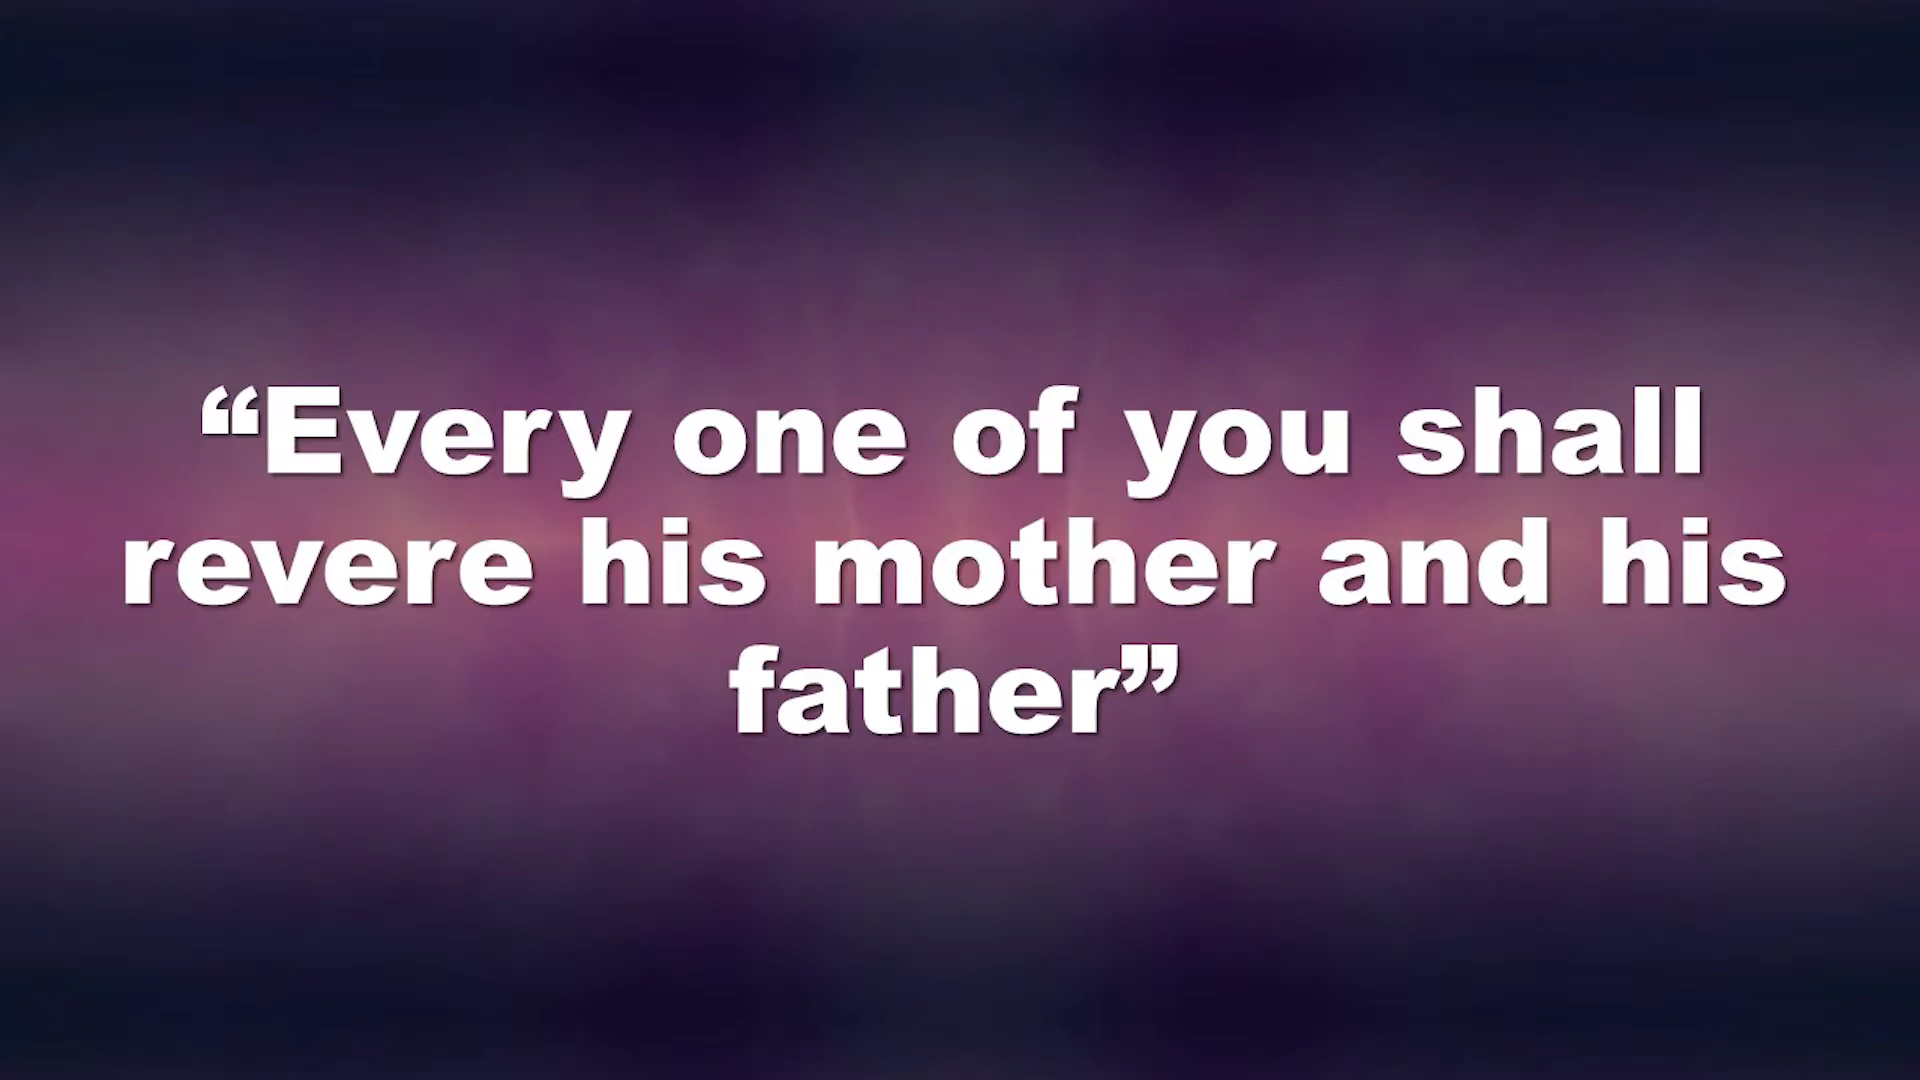 “Every one of you shall
revere his mother and his
father”